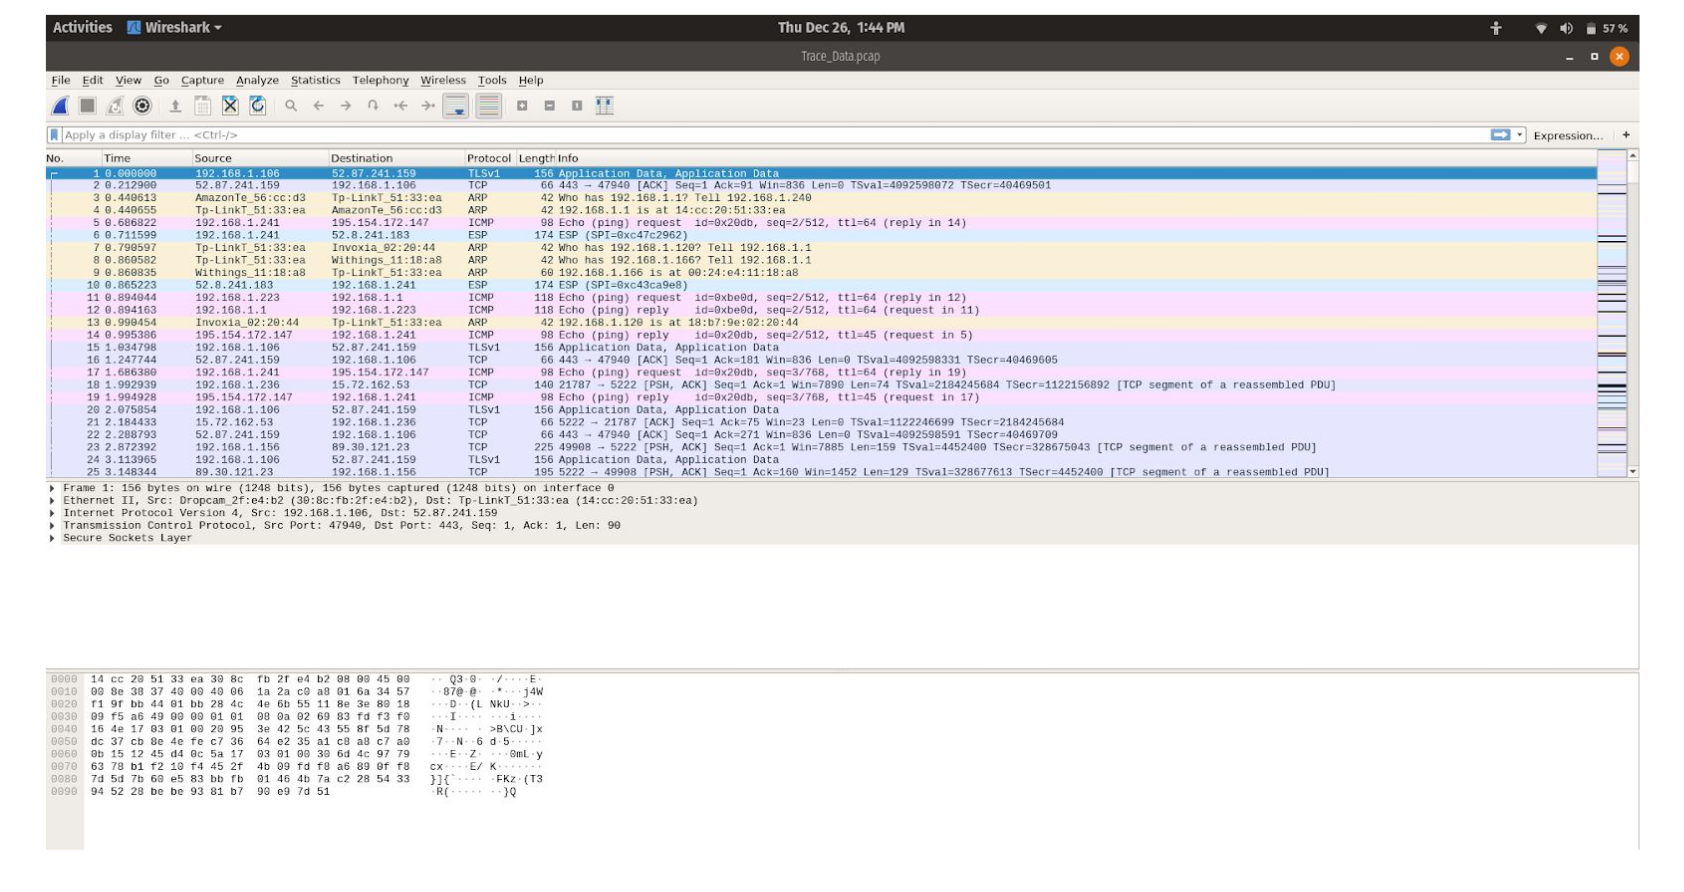 Activities Wireshark Thu Dec 26, 1:44 PM 57 %
Trace_Data.pcap
File Edit View Go Capture Analyze Statistics Telephony Wireless Tools Help
Apply a display filter ... <Ctrl-/> Expression... +
No. Time Source Destination Protocol Length Info
1 0.000000 192.168.1.106 52.87.241.159 TLSv1 156 Application Data, Application Data
2 0.212900 52.87.241.159 192.168.1.106 TCP 66 443 → 47940 [ACK] Seq=1 Ack=91 Win=836 Len=0 TSval=4092598072 TSecr=40469501
3 0.440613 AmazonTe_56:cc:d3 Tp-LinkT_51:33:ea ARP 42 Who has 192.168.1.1? Tell 192.168.1.240
4 0.440655 Tp-LinkT_51:33:ea AmazonTe_56:cc:d3 ARP 42 192.168.1.1 is at 14:cc:20:51:33:ea
5 0.686822 192.168.1.241 195.154.172.147 ICMP 98 Echo (ping) request id=0x20db, seq=2/512, ttl=64 (reply in 14)
6 0.711599 192.168.1.241 52.8.241.183 ESP 174 ESP (SPI=0xc47c2962)
7 0.790597 Tp-LinkT_51:33:ea Invoxia_02:20:44 ARP 42 Who has 192.168.1.120? Tell 192.168.1.1
8 0.860582 Tp-LinkT_51:33:ea Withings_11:18:a8 ARP 42 Who has 192.168.1.166? Tell 192.168.1.1
9 0.860835 Withings_11:18:a8 Tp-LinkT_51:33:ea ARP 60 192.168.1.166 is at 00:24:e4:11:18:a8
10 0.865223 52.8.241.183 192.168.1.241 ESP 174 ESP (SPI=0xc43ca9e8)
11 0.894044 192.168.1.223 192.168.1.1 ICMP 118 Echo (ping) request id=0xbe0d, seq=2/512, ttl=64 (reply in 12)
12 0.894163 192.168.1.1 192.168.1.223 ICMP 118 Echo (ping) reply id=0xbe0d, seq=2/512, ttl=64 (request in 11)
13 0.990454 Invoxia_02:20:44 Tp-LinkT_51:33:ea ARP 42 192.168.1.120 is at 18:b7:9e:02:20:44
14 0.995386 195.154.172.147 192.168.1.241 ICMP 98 Echo (ping) reply id=0x20db, seq=2/512, ttl=45 (request in 5)
15 1.034798 192.168.1.106 52.87.241.159 TLSv1 156 Application Data, Application Data
16 1.247744 52.87.241.159 192.168.1.106 TCP 66 443 → 47940 [ACK] Seq=1 Ack=181 Win=836 Len=0 TSval=4092598331 TSecr=40469605
17 1.686380 192.168.1.241 195.154.172.147 ICMP 98 Echo (ping) request id=0x20db, seq=3/768, ttl=64 (reply in 19)
18 1.992939 192.168.1.236 15.72.162.53 TCP 140 21787 → 5222 [PSH, ACK] Seq=1 Ack=1 Win=7890 Len=74 TSval=2184245684 TSecr=1122156892 [TCP segment of a reassembled PDU]
19 1.994928 195.154.172.147 192.168.1.241 ICMP 98 Echo (ping) reply id=0x20db, seq=3/768, ttl=45 (request in 17)
20 2.075854 192.168.1.106 52.87.241.159 TLSv1 156 Application Data, Application Data
21 2.184433 15.72.162.53 192.168.1.236 TCP 66 5222 → 21787 [ACK] Seq=1 Ack=75 Win=23 Len=0 TSval=1122246699 TSecr=2184245684
22 2.288793 52.87.241.159 192.168.1.106 TCP 66 443 → 47940 [ACK] Seq=1 Ack=271 Win=836 Len=0 TSval=4092598591 TSecr=40469709
23 2.872392 192.168.1.156 89.30.121.23 TCP 225 49908 → 5222 [PSH, ACK] Seq=1 Ack=1 Win=7885 Len=159 TSval=4452400 TSecr=328675043 [TCP segment of a reassembled PDU]
24 3.113965 192.168.1.106 52.87.241.159 TLSv1 156 Application Data, Application Data
25 3.148344 89.30.121.23 192.168.1.156 TCP 195 5222 → 49908 [PSH, ACK] Seq=1 Ack=160 Win=1452 Len=129 TSval=328677613 TSecr=4452400 [TCP segment of a reassembled PDU]
Frame 1: 156 bytes on wire (1248 bits), 156 bytes captured (1248 bits) on interface 0
Ethernet II, Src: Dropcam_2f:e4:b2 (30:8c:fb:2f:e4:b2), Dst: Tp-LinkT_51:33:ea (14:cc:20:51:33:ea)
Internet Protocol Version 4, Src: 192.168.1.106, Dst: 52.87.241.159
Transmission Control Protocol, Src Port: 47940, Dst Port: 443, Seq: 1, Ack: 1, Len: 90
Secure Sockets Layer
0000 14 cc 20 51 33 ea 30 8c fb 2f e4 b2 08 00 45 00 ·· Q3·0· ·/····E·
0010 00 8e 38 37 40 00 40 06 1a 2a c0 a8 01 6a 34 57 ··87@·@· ·*···j4W
0020 f1 9f bb 44 01 bb 28 4c 4e 6b 55 11 8e 3e 80 18 ···D··(L NkU··>··
0030 09 f5 a6 49 00 00 01 01 08 0a 02 69 83 fd f3 f0 ···I···· ···i····
0040 16 4e 17 03 01 00 20 95 3e 42 5c 43 55 8f 5d 78 ·N···· · >B\CU·]x
0050 dc 37 cb 8e 4e fe c7 36 64 e2 35 a1 c8 a8 c7 a0 ·7··N··6 d·5·····
0060 0b 15 12 45 d4 0c 5a 17 03 01 00 30 6d 4c 97 79 ···E··Z· ···0mL·y
0070 63 78 b1 f2 10 f4 45 2f 4b 09 fd f8 a6 89 0f f8 cx····E/ K·······
0080 7d 5d 7b 60 e5 83 bb fb 01 46 4b 7a c2 28 54 33 }]{`···· ·FKz·(T3
0090 94 52 28 be be 93 81 b7 90 e9 7d 51 ·R(····· ··}Q